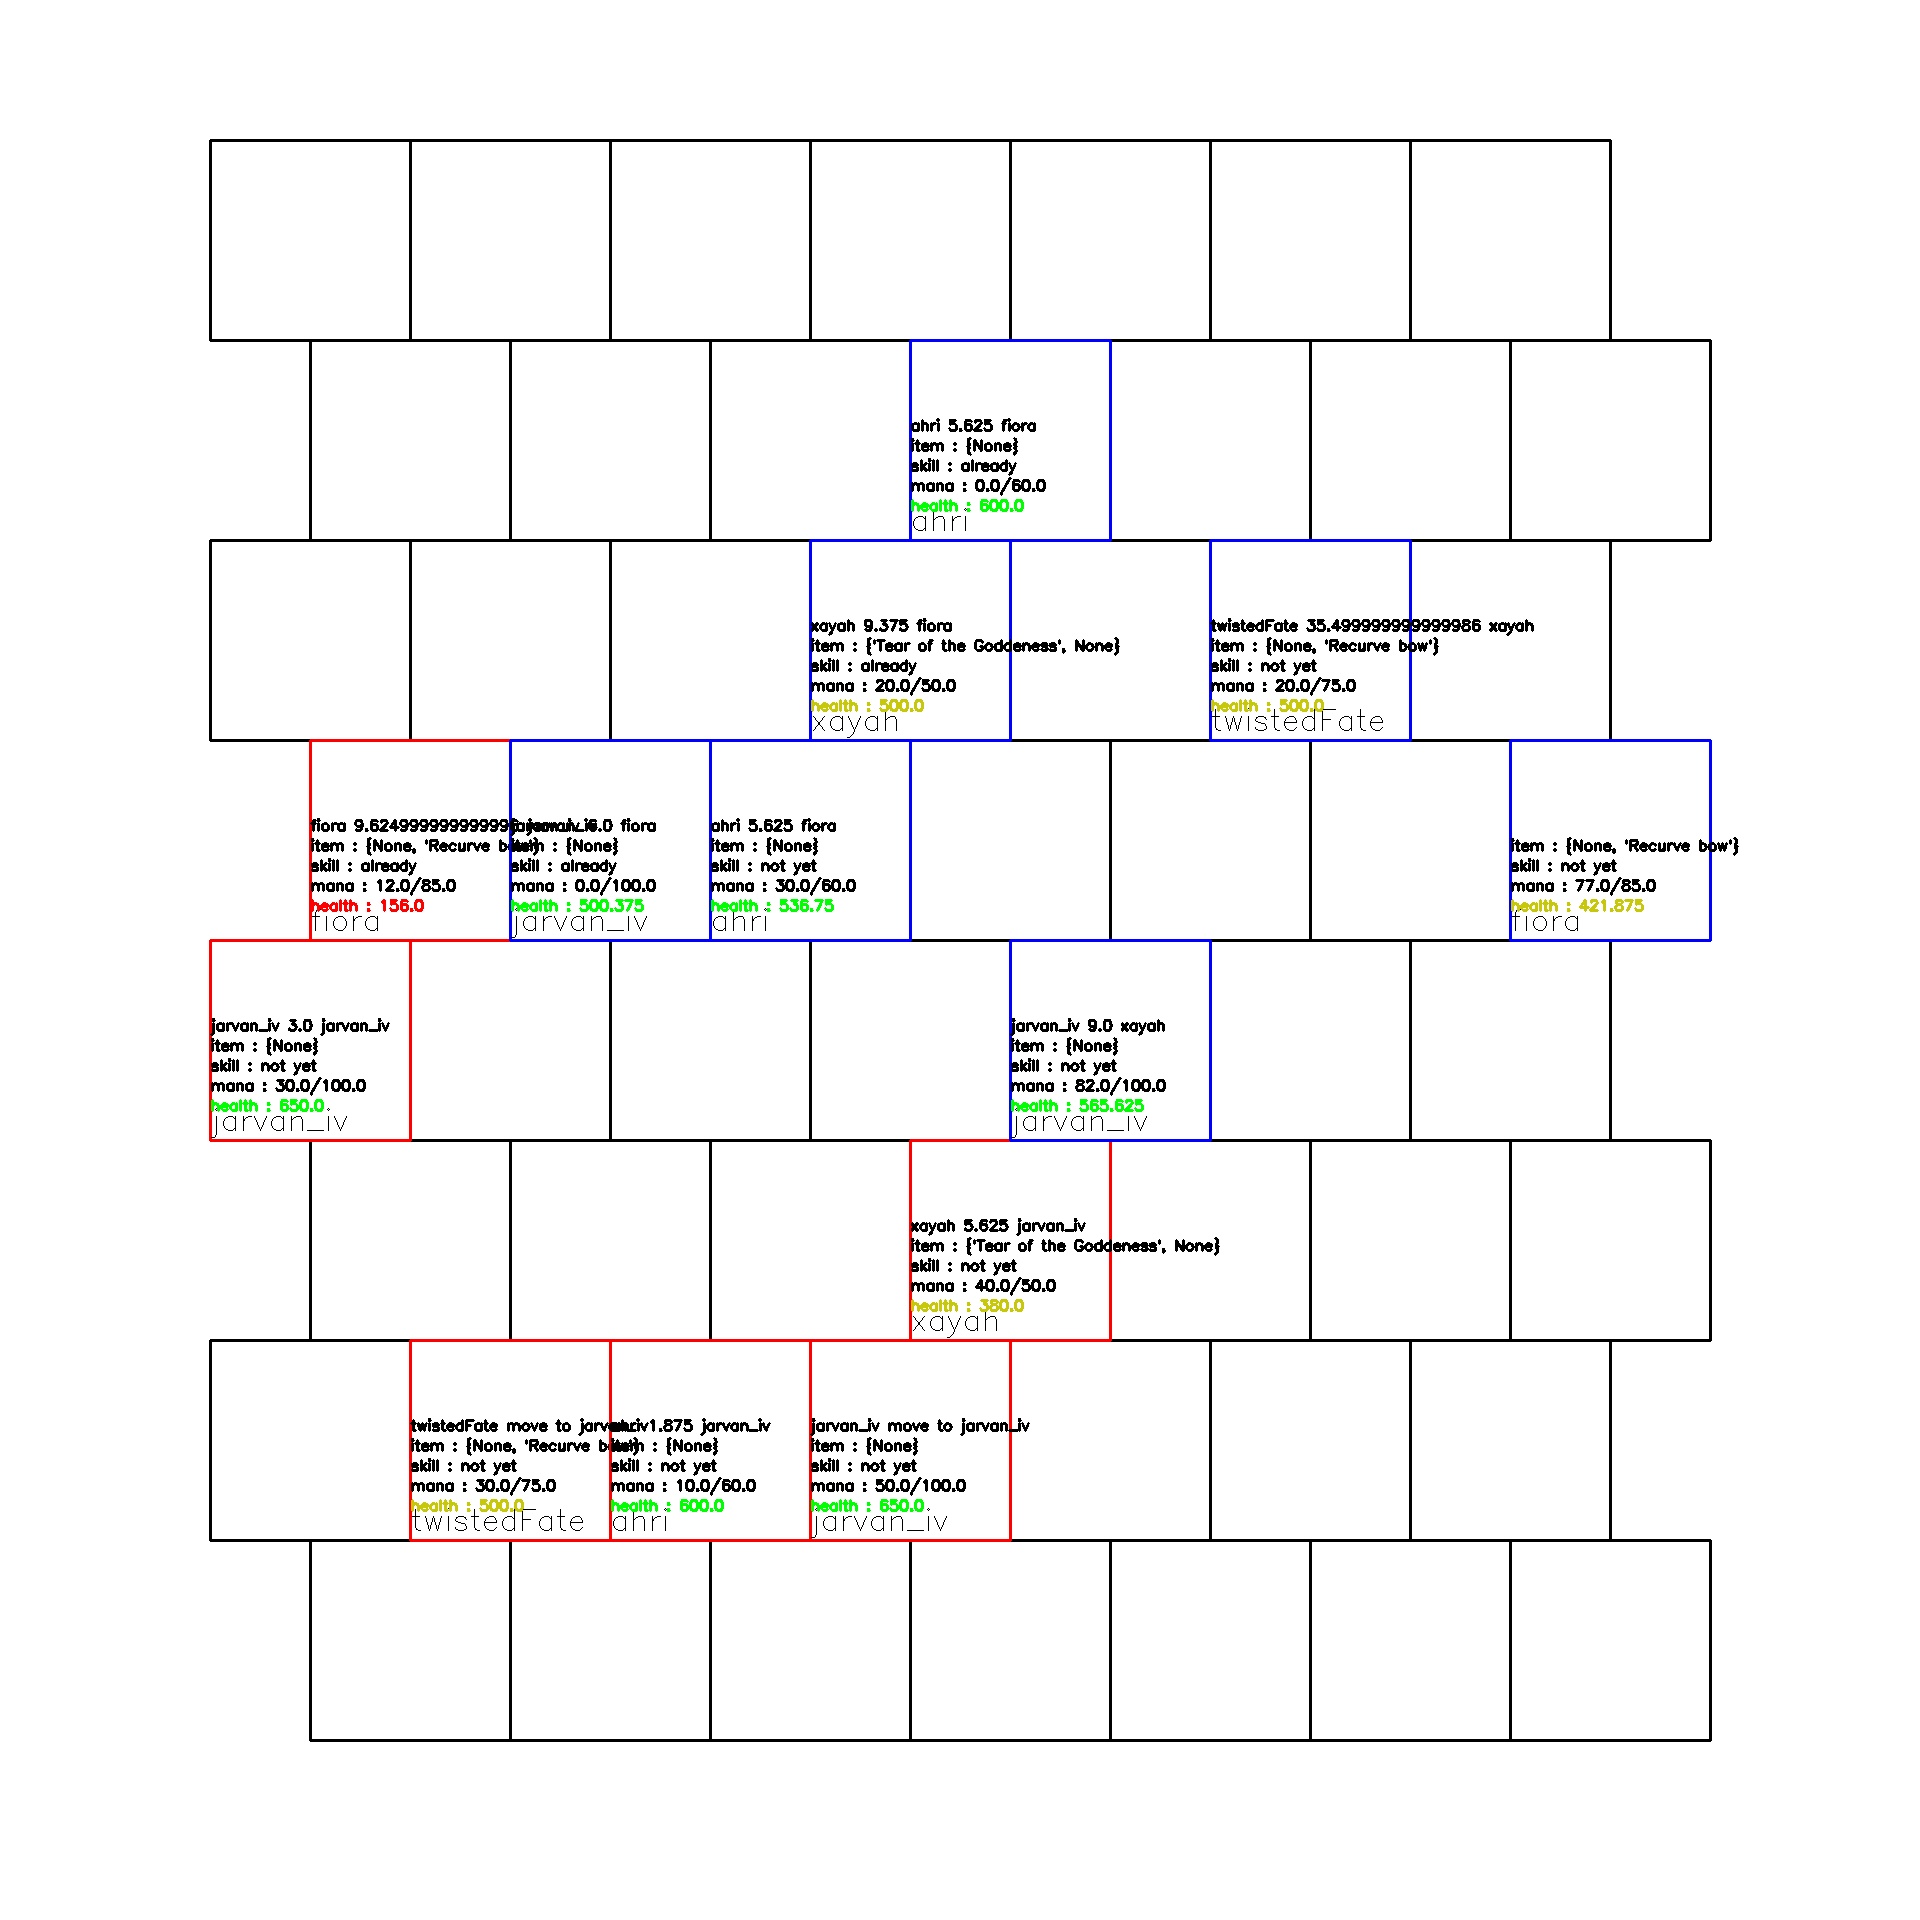 ahri 5.625 fiora
item : {None}
skill : already
mana : 0.0/60.0
health : 600.0
ahri
xayah 9.375 fiora
item : {'Tear of the Goddeness', None}
skill : already
mana : 20.0/50.0
health : 500.0
xayah
twistedFate 35.499999999999986 xayah
item : {None, 'Recurve bow'}
skill : not yet
mana : 20.0/75.0
health : 500.0
twistedFate
fiora 9.624999999999996 jarvan_iv
item : {None, 'Recurve bow'}
skill : already
mana : 12.0/85.0
health : 156.0
fiora
jarvan_iv 6.0 fiora
item : {None}
skill : already
mana : 0.0/100.0
health : 500.375
jarvan_iv
ahri 5.625 fiora
item : {None}
skill : not yet
mana : 30.0/60.0
health : 536.75
ahri
item : {None, 'Recurve bow'}
skill : not yet
mana : 77.0/85.0
health : 421.875
fiora
jarvan_iv 3.0 jarvan_iv
item : {None}
skill : not yet
mana : 30.0/100.0
health : 650.0
jarvan_iv
jarvan_iv 9.0 xayah
item : {None}
skill : not yet
mana : 82.0/100.0
health : 565.625
jarvan_iv
xayah 5.625 jarvan_iv
item : {'Tear of the Goddeness', None}
skill : not yet
mana : 40.0/50.0
health : 380.0
xayah
twistedFate move to jarvan_iv
item : {None, 'Recurve bow'}
skill : not yet
mana : 30.0/75.0
health : 500.0
twistedFate
ahri 1.875 jarvan_iv
item : {None}
skill : not yet
mana : 10.0/60.0
health : 600.0
ahri
jarvan_iv move to jarvan_iv
item : {None}
skill : not yet
mana : 50.0/100.0
health : 650.0
jarvan_iv